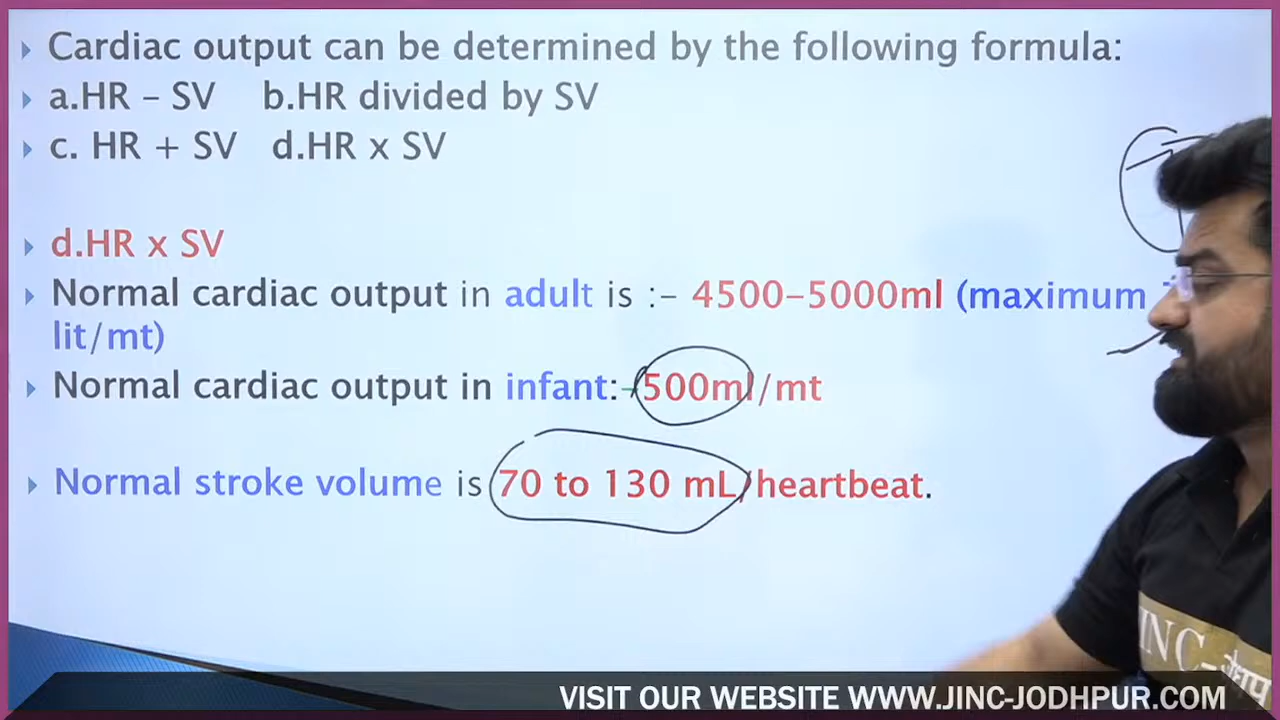 Cardiac output can be determined by the following formula:
a.HR – SV b.HR divided by SV
c. HR + SV d.HR x SV
d.HR x SV
Normal cardiac output in adult is :– 4500–5000ml (maximum
lit/mt)
Normal cardiac output in infant:-500ml/mt
Normal stroke volume is 70 to 130 mL/heartbeat.
JINC-जोधपुर
VISIT OUR WEBSITE WWW.JINC-JODHPUR.COM